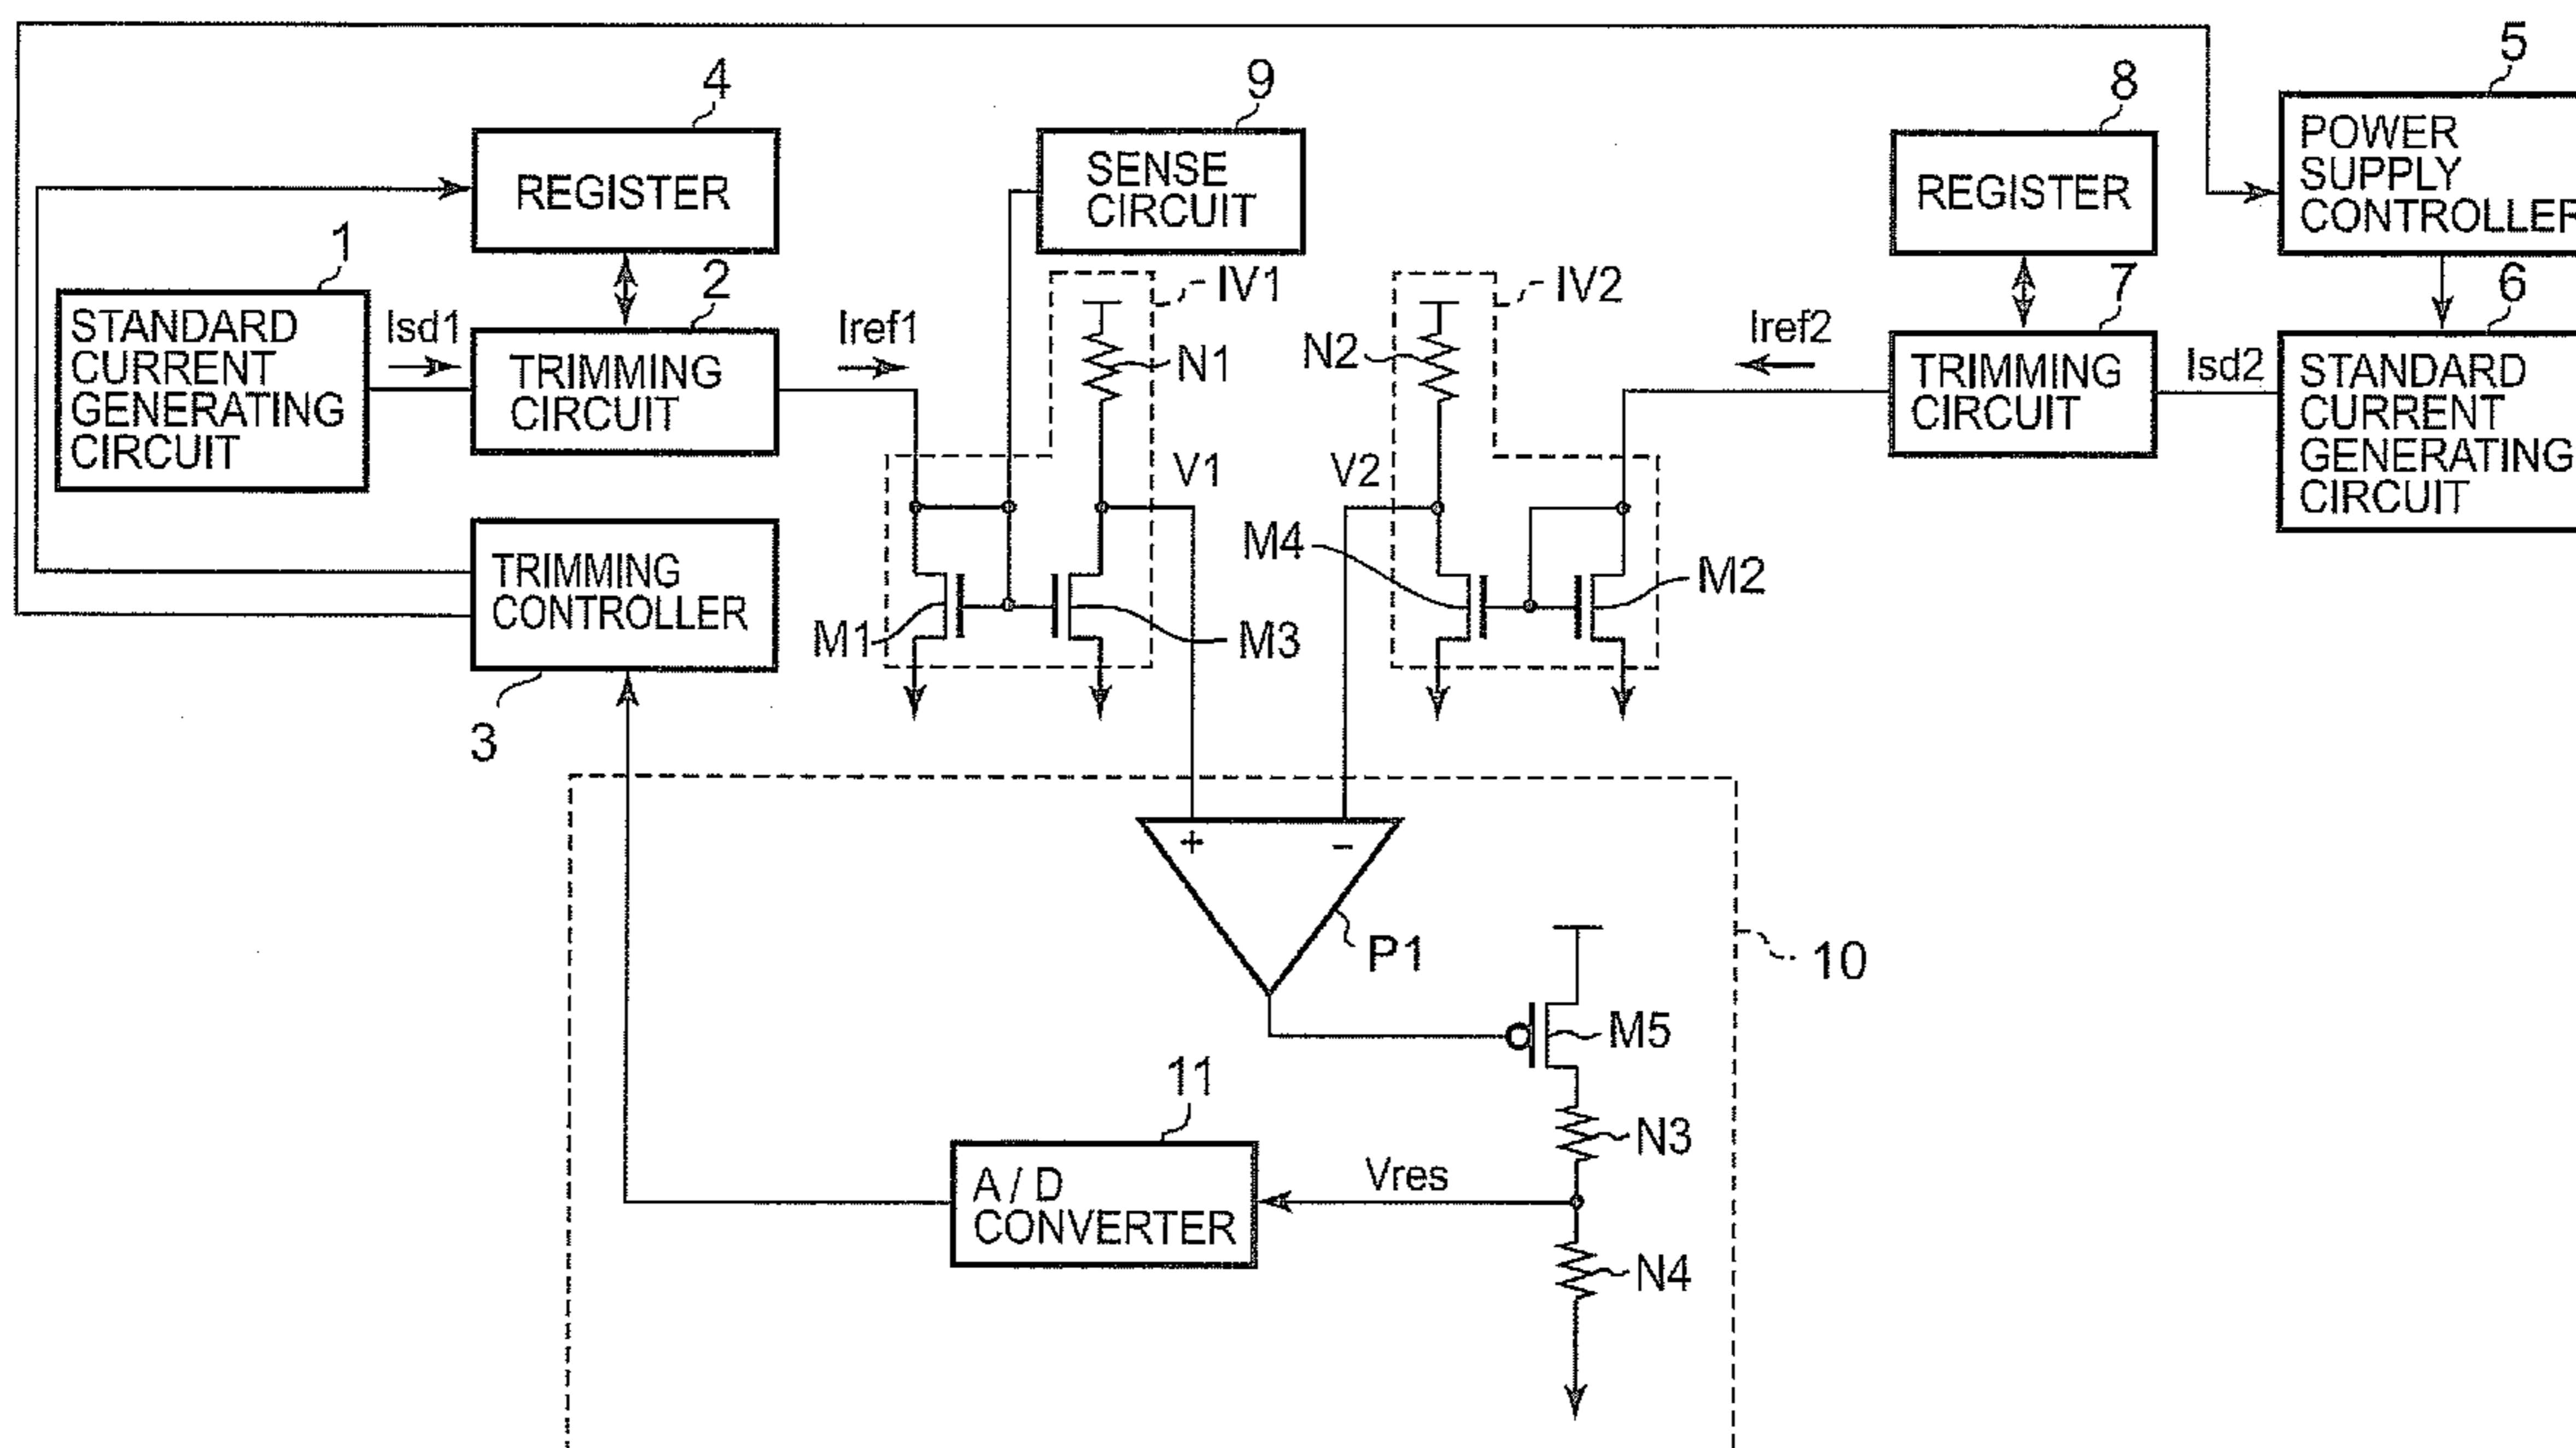 5
4
9
8
POWER
SUPPLY
CONTROLLER
REGISTER
SENSE
CIRCUIT
REGISTER
1
2
IV1
IV2
7
6
STANDARD
CURRENT
GENERATING
CIRCUIT
Isd1
TRIMMING
CIRCUIT
Iref1
N1
N2
Iref2
TRIMMING
CIRCUIT
Isd2
STANDARD
CURRENT
GENERATING
CIRCUIT
V1
V2
TRIMMING
CONTROLLER
M4
M2
M1
M3
3
+
-
P1
10
M5
11
N3
A / D
CONVERTER
Vres
N4